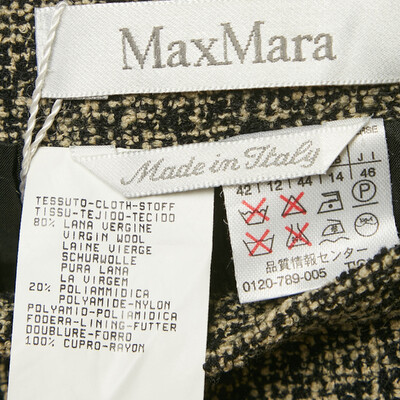 MaxMara
Made in Italy
TESSUTO-CLOTH-STOFF
TISSU-TEJIDO-TECIDO
80% LANA VERGINE
VIRGIN WOOL
LAINE VIERGE
SCHURWOLLE
PURA LANA
VIRGEM
20% POLIAMMIDICA
POLYAMIDE-NYLON
POLYAMID-POLIAMIDICA
FODERA-LINING-FUTTER
DOUBLURE-FORRO
100% CUPRO-RAYON
J I
42 12 44 14 46
P
品質情報センター
0120-789-005